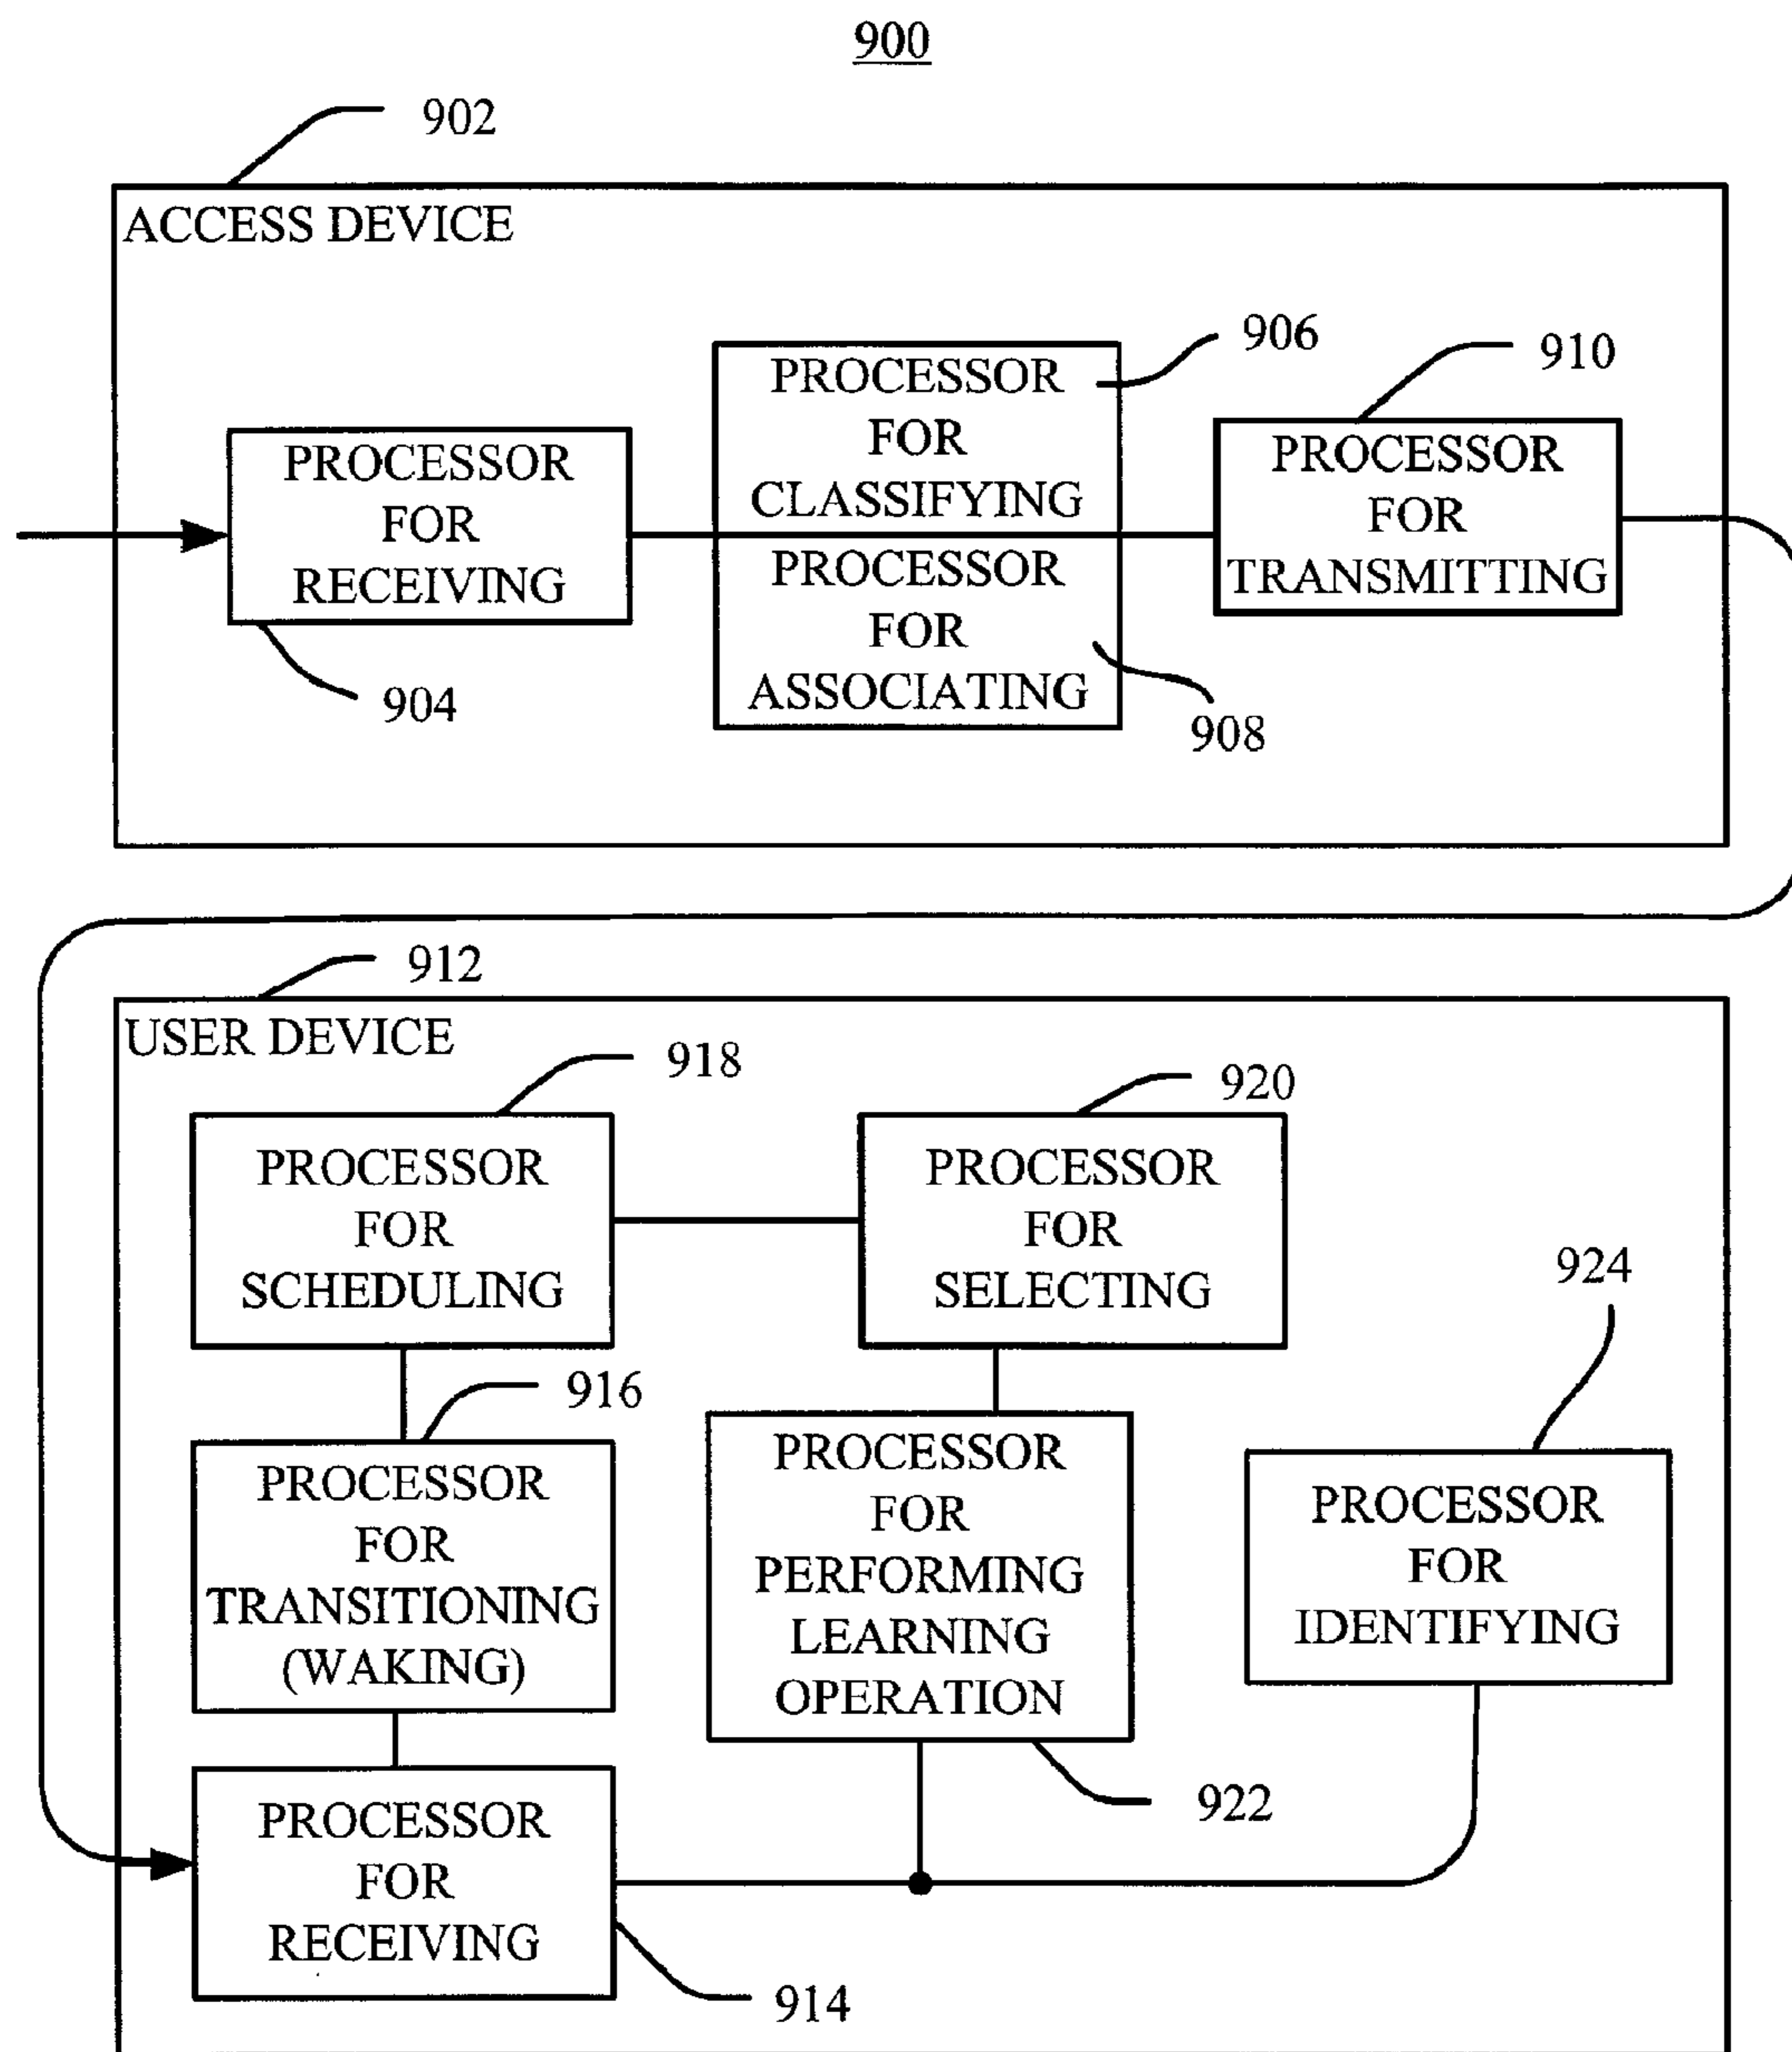 900
902
ACCESS DEVICE
906
910
PROCESSOR
FOR
CLASSIFYING
PROCESSOR
FOR
RECEIVING
PROCESSOR
FOR
TRANSMITTING
PROCESSOR
FOR
ASSOCIATING
904
908
912
USER DEVICE
918
920
PROCESSOR
FOR
SCHEDULING
PROCESSOR
FOR
SELECTING
924
916
PROCESSOR
FOR
TRANSITIONING
(WAKING)
PROCESSOR
FOR
PERFORMING
LEARNING
OPERATION
PROCESSOR
FOR
IDENTIFYING
922
PROCESSOR
FOR
RECEIVING
914